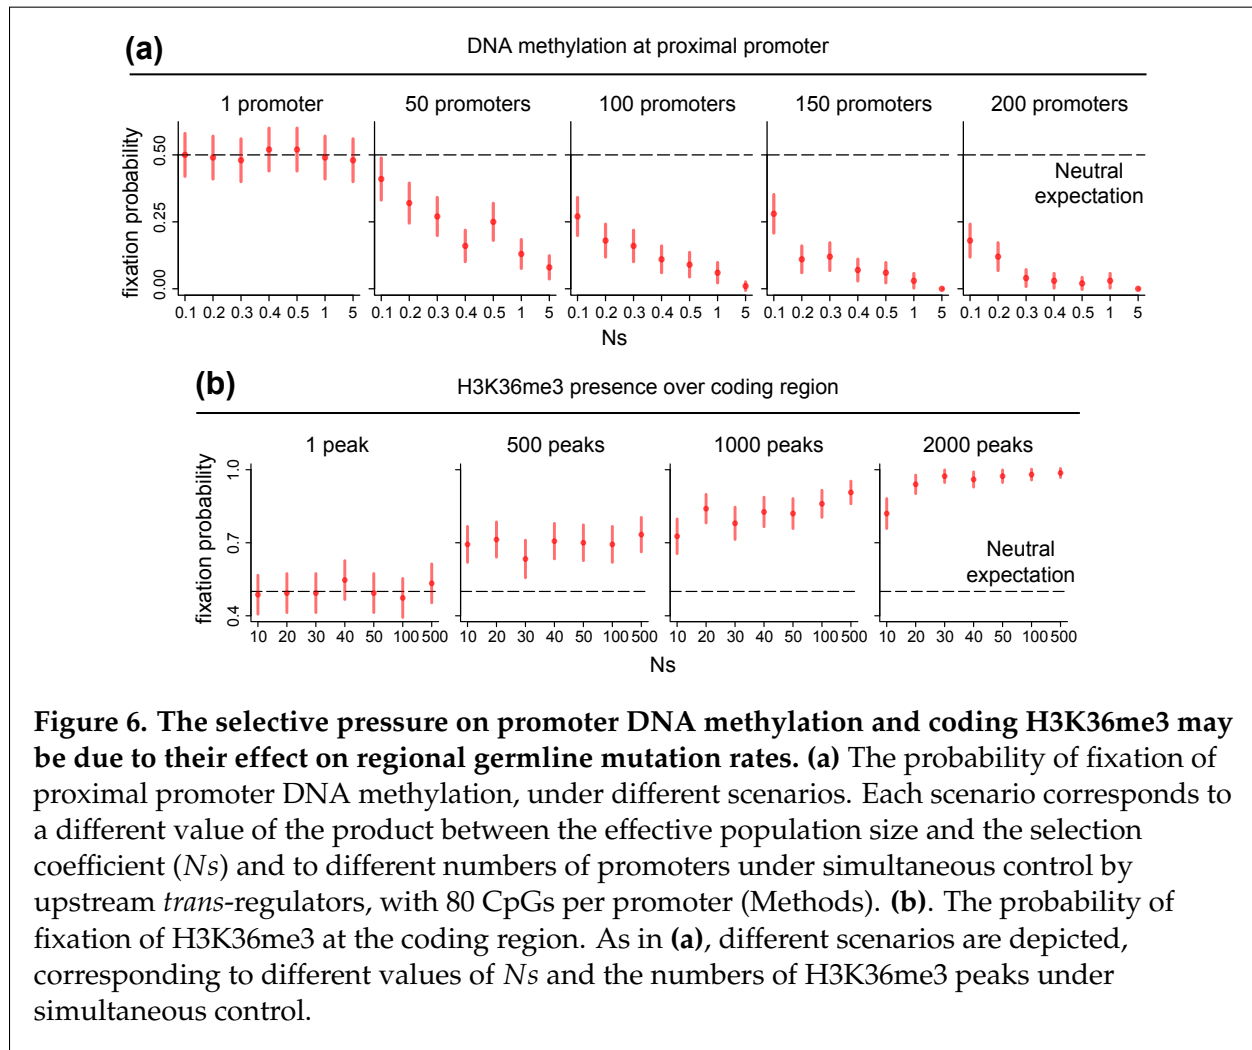 (a)
DNA methylation at proximal promoter
1 promoter 50 promoters 100 promoters 150 promoters 200 promoters
fixation probability
0.50
0.25
0.00
Neutral
expectation
0.1 0.2 0.3 0.4 0.5 1 5 0.1 0.2 0.3 0.4 0.5 1 5 0.1 0.2 0.3 0.4 0.5 1 5 0.1 0.2 0.3 0.4 0.5 1 5 0.1 0.2 0.3 0.4 0.5 1 5
Ns
(b)
H3K36me3 presence over coding region
1 peak 500 peaks 1000 peaks 2000 peaks
fixation probability
1.0
0.7
0.4
Neutral
expectation
10 20 30 40 50 100 500 10 20 30 40 50 100 500 10 20 30 40 50 100 500 10 20 30 40 50 100 500
Ns
Figure 6. The selective pressure on promoter DNA methylation and coding H3K36me3 may
be due to their effect on regional germline mutation rates. (a) The probability of fixation of
proximal promoter DNA methylation, under different scenarios. Each scenario corresponds to
a different value of the product between the effective population size and the selection
coefficient (Ns) and to different numbers of promoters under simultaneous control by
upstream trans-regulators, with 80 CpGs per promoter (Methods). (b). The probability of
fixation of H3K36me3 at the coding region. As in (a), different scenarios are depicted,
corresponding to different values of Ns and the numbers of H3K36me3 peaks under
simultaneous control.